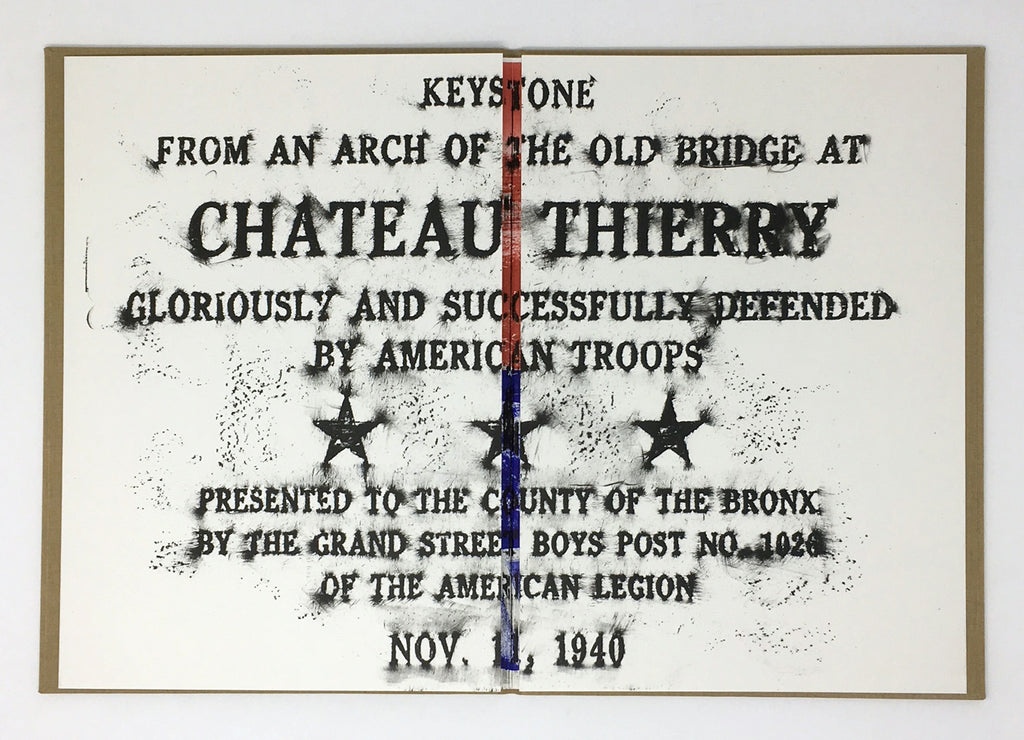 KEYSTONE
FROM AN ARCH OF THE OLD BRIDGE AT
CHATEAU THIERRY
GLORIOUSLY AND SUCCESSFULLY DEFENDED
BY AMERICAN TROOPS
PRESENTED TO THE COUNTY OF THE BRONX
BY THE GRAND STREET BOYS POST NO. 1026
OF THE AMERICAN LEGION
NOV. 11, 1940